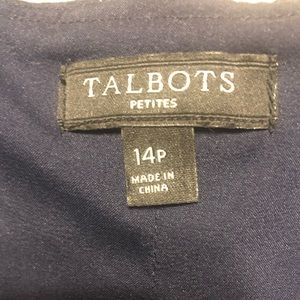 TALBOTS
PETITES
14P
MADE IN
CHINA